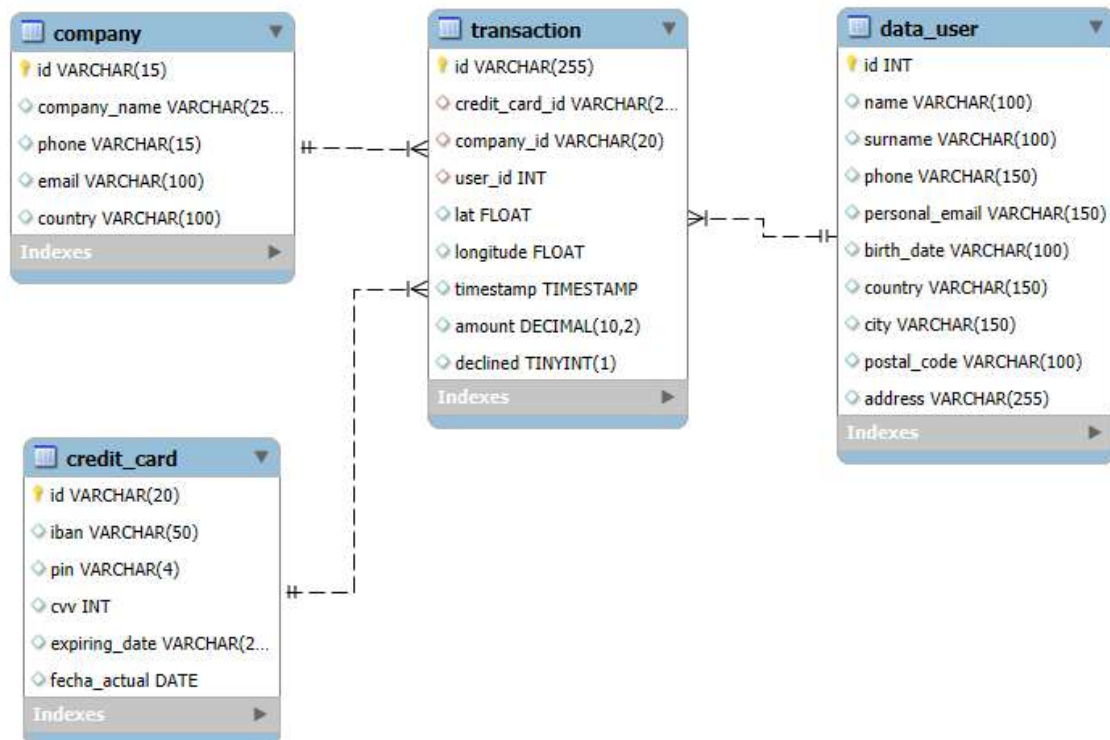 company
id VARCHAR(15)
company_name VARCHAR(25...
phone VARCHAR(15)
email VARCHAR(100)
country VARCHAR(100)
Indexes
transaction
id VARCHAR(255)
credit_card_id VARCHAR(2...
company_id VARCHAR(20)
user_id INT
lat FLOAT
longitude FLOAT
timestamp TIMESTAMP
amount DECIMAL(10,2)
declined TINYINT(1)
Indexes
data_user
id INT
name VARCHAR(100)
surname VARCHAR(100)
phone VARCHAR(150)
personal_email VARCHAR(150)
birth_date VARCHAR(100)
country VARCHAR(150)
city VARCHAR(150)
postal_code VARCHAR(100)
address VARCHAR(255)
Indexes
credit_card
id VARCHAR(20)
iban VARCHAR(50)
pin VARCHAR(4)
cvv INT
expiring_date VARCHAR(2...
fecha_actual DATE
Indexes